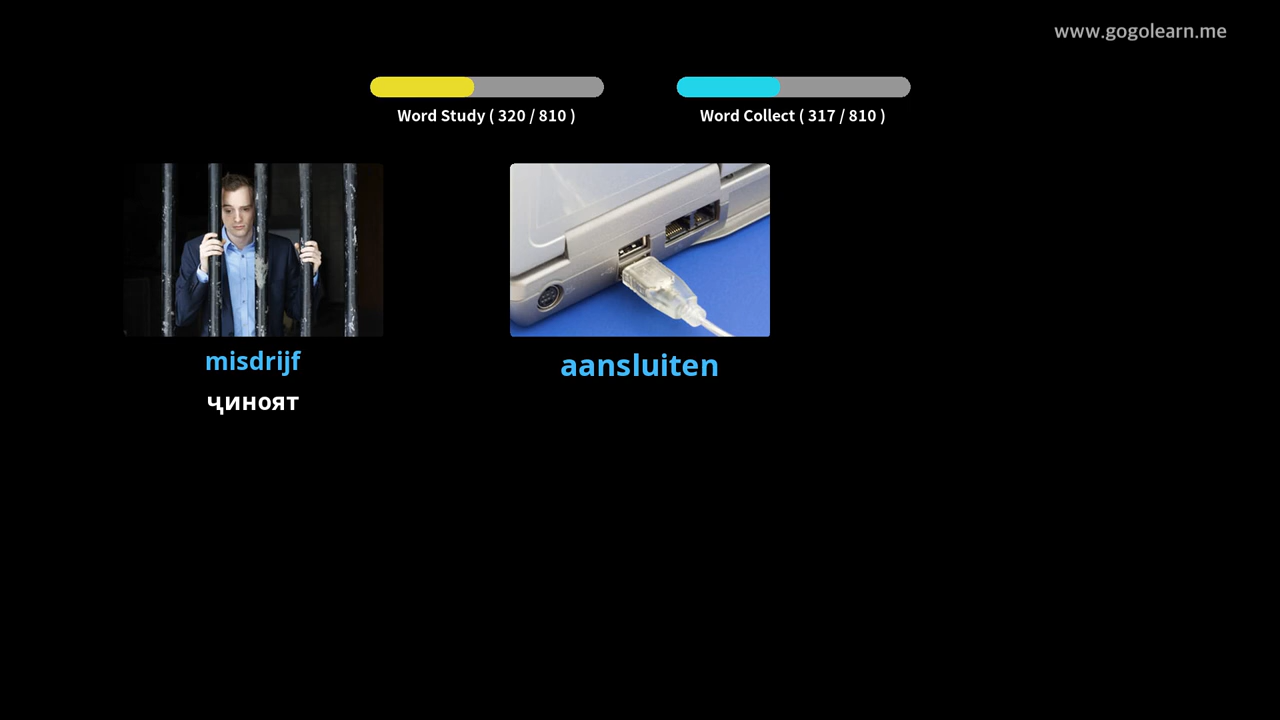 www.gogolearn.me
Word Study ( 320 / 810 )
Word Collect ( 317 / 810 )
misdrijf
ҷиноят
aansluiten